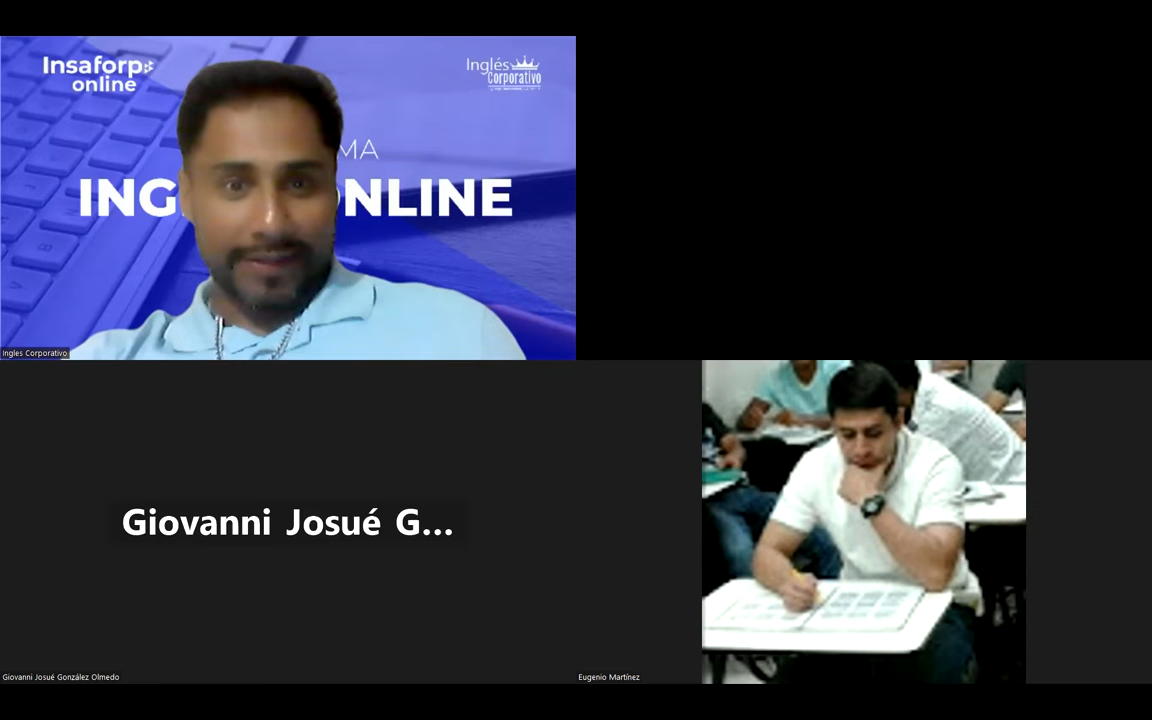 Insaforp
online
Inglés
Corporativo
MA
ING
NLINE
Ingles Corporativo
Giovanni Josué G...
Giovanni Josué González Olmedo
Eugenio Martínez